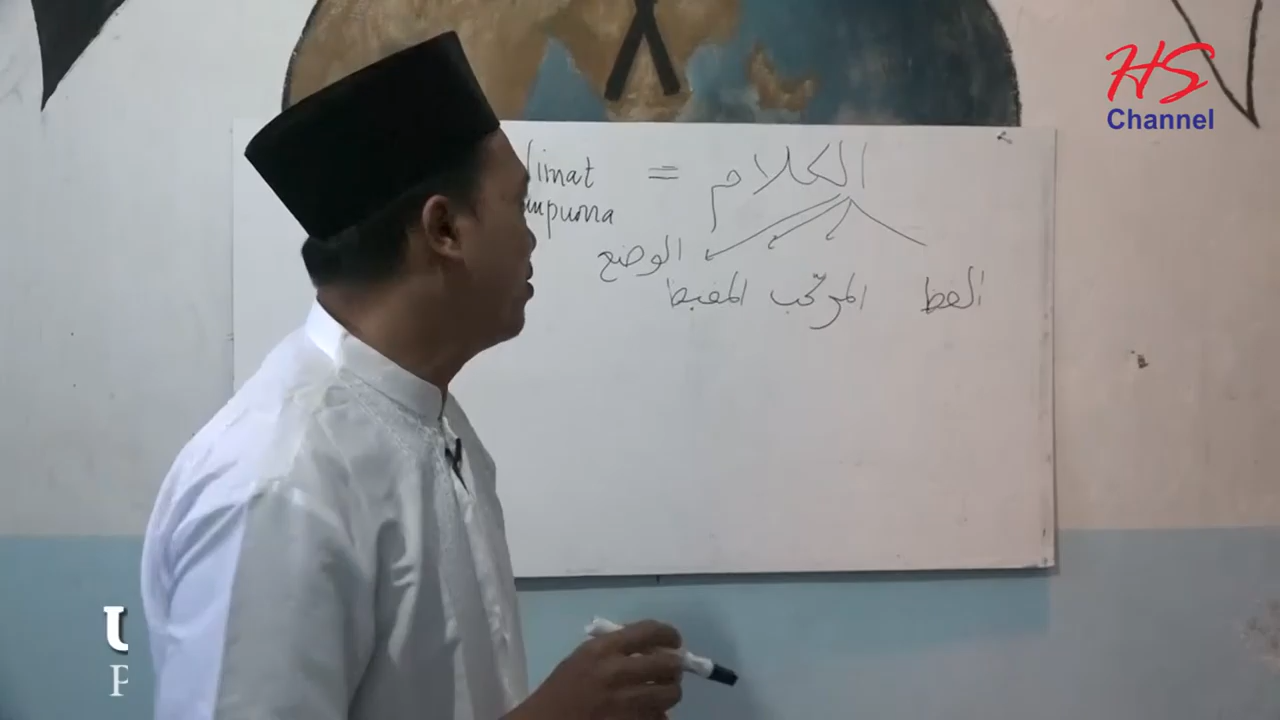 HS
Channel
limat = الكلام
mpurna
الوضع
اللفظ المركب المفيد
U
P